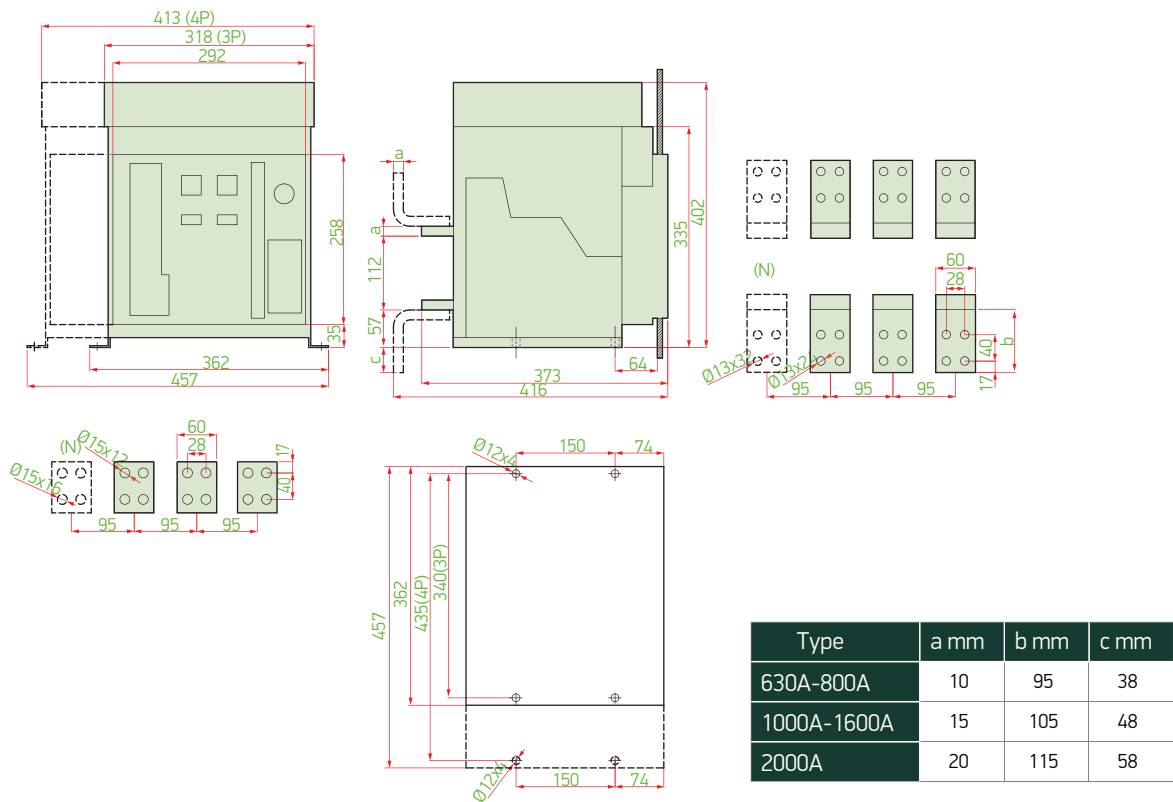 413 (4P)
318 (3P)
292
258
35
362
457
a
a
112
57
c
335
402
64
373
416
(N)
60
28
40
b
17
Ø13x32
Ø13x24
95
95
95
(N)
Ø15x12
Ø15x16
60
28
17
40
95
95
95
Ø12x4
150
74
457
362
435(4P)
340(3P)
Ø12x4
150
74
Type a mm b mm c mm
630A-800A 10 95 38
1000A-1600A 15 105 48
2000A 20 115 58